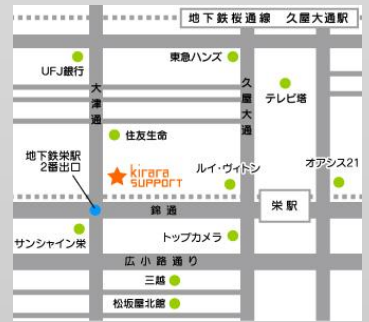 地下鉄桜通線 久屋大通駅
東急ハンズ
UFJ銀行
大津通
久屋大通
テレビ塔
住友生命
地下鉄栄駅
2番出口
kirara
SUPPORT
ルイ・ヴィトン
オアシス21
錦通
栄駅
サンシャイン栄
トップカメラ
広小路通り
三越
松坂屋北館